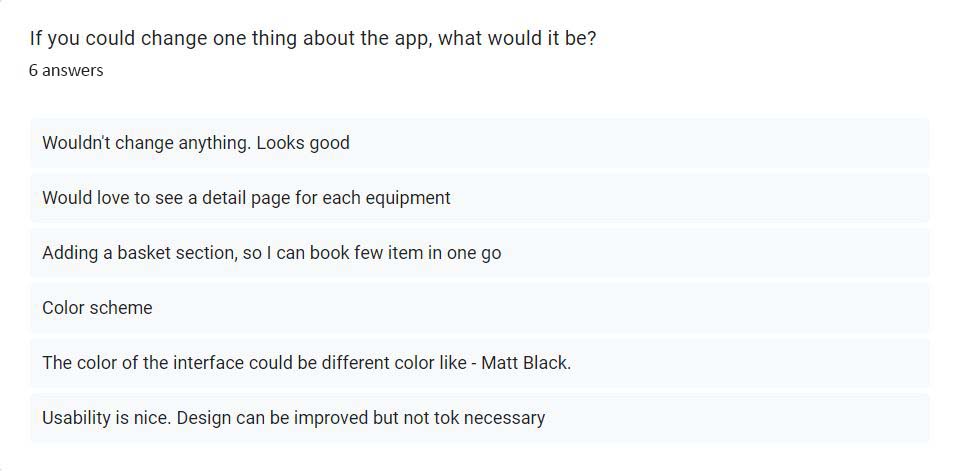 If you could change one thing about the app, what would it be?
6 answers
Wouldn't change anything. Looks good
Would love to see a detail page for each equipment
Adding a basket section, so I can book few item in one go
Color scheme
The color of the interface could be different color like - Matt Black.
Usability is nice. Design can be improved but not tok necessary